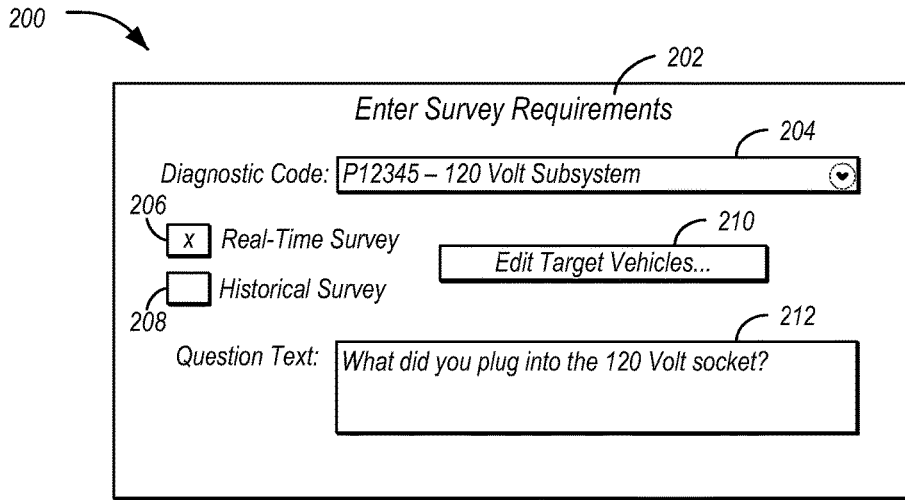 200
202
Enter Survey Requirements
204
Diagnostic Code: P12345 – 120 Volt Subsystem
206
x Real-Time Survey
210
Edit Target Vehicles...
Historical Survey
208
212
Question Text: What did you plug into the 120 Volt socket?